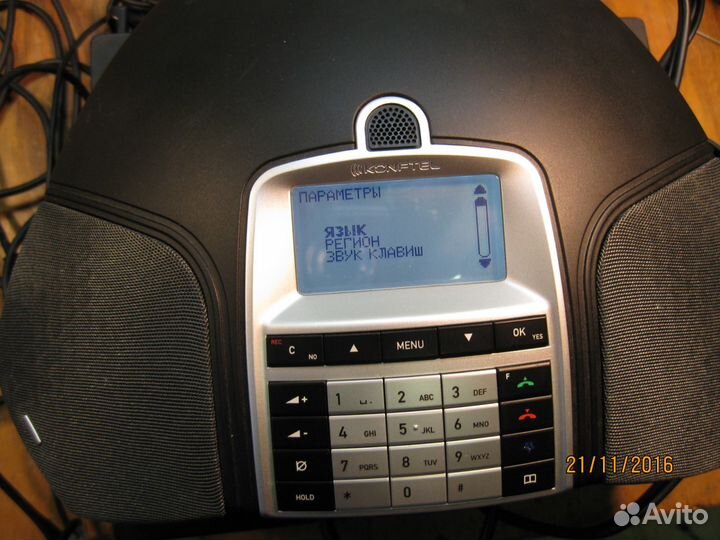 KONFTEL
ПАРАМЕТРЫ
ЯЗЫК
РЕГИОН
ЗВУК КЛАВИШ
REC C NO
MENU
OK YES
+ 1 2 ABC 3 DEF F
- 4 GHI 5 JKL 6 MNO
7 PQRS 8 TUV 9 WXYZ
HOLD * 0 #
21/11/2016
Avito